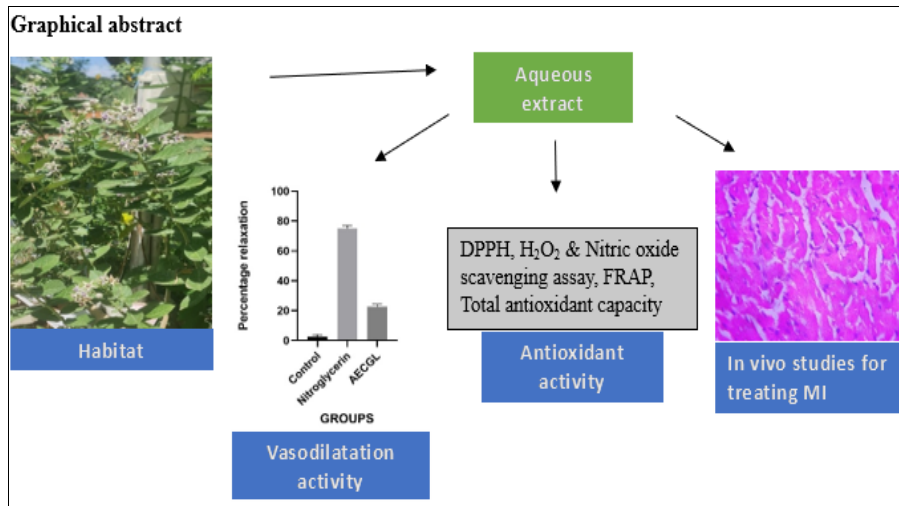 Graphical abstract
Aqueous
extract
Habitat
100
80
60
40
20
0
Percentage relaxation
Control
Nitroglycerin
AECGL
GROUPS
Vasodilatation
activity
DPPH, H₂O₂ & Nitric oxide
scavenging assay, FRAP,
Total antioxidant capacity
Antioxidant
activity
In vivo studies for
treating MI